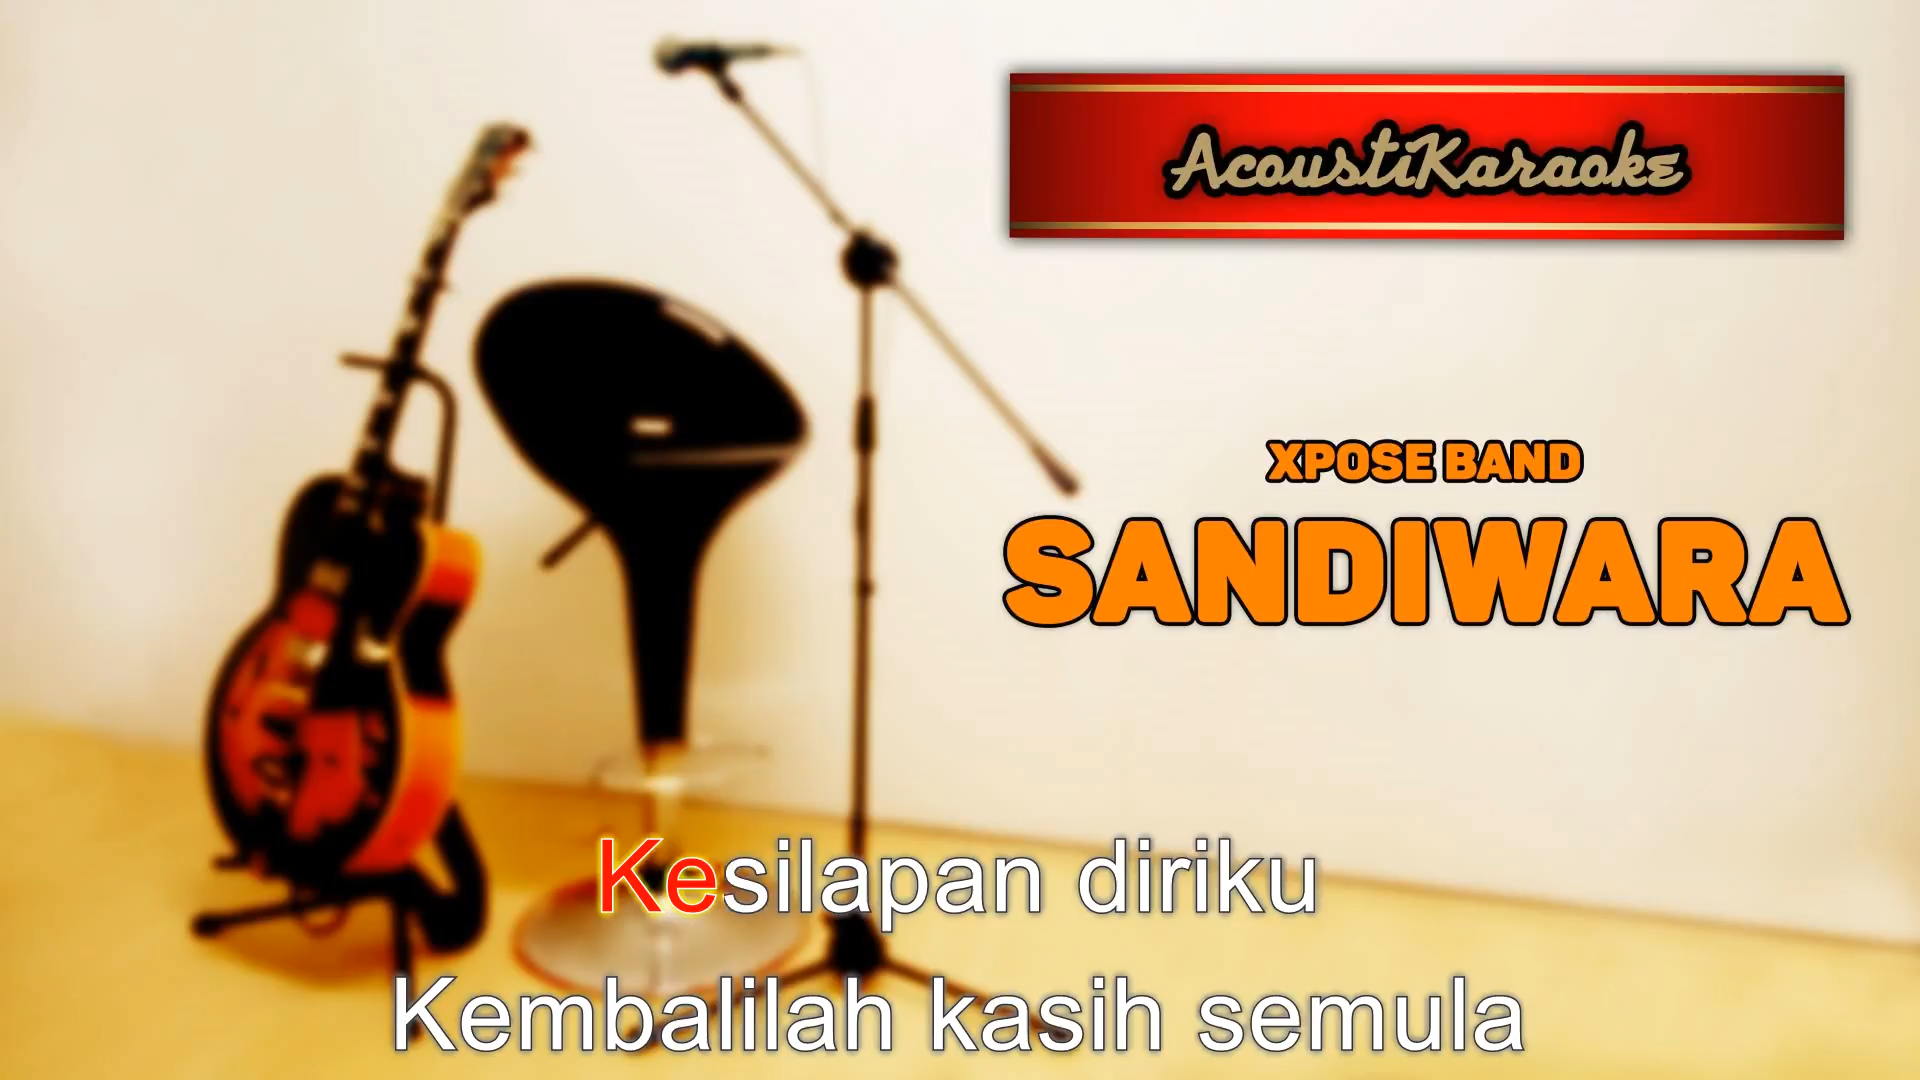 AcoustiKaraoke
XPOSE BAND
SANDIWARA
Kesilapan diriku
Kembalilah kasih semula